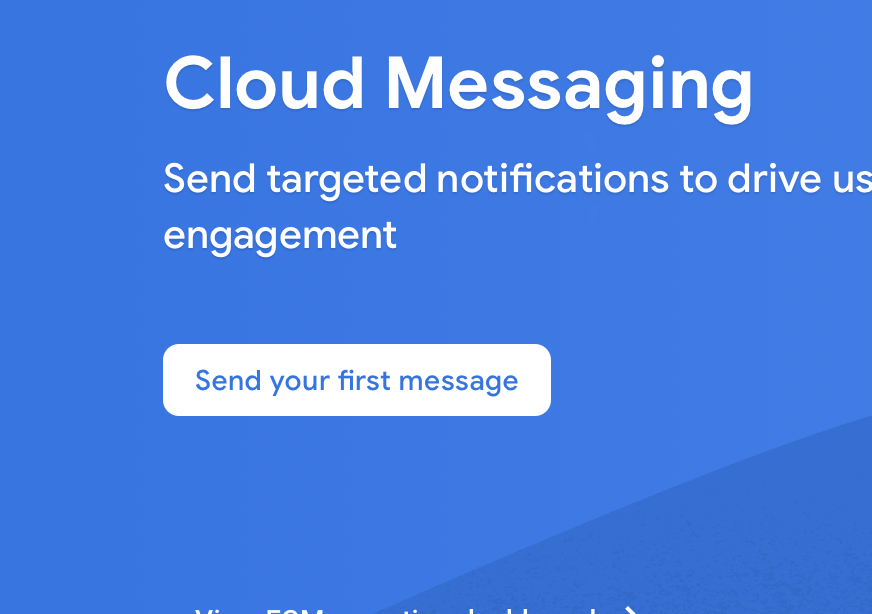 Cloud Messaging
Send targeted notifications to drive us
engagement
Send your first message